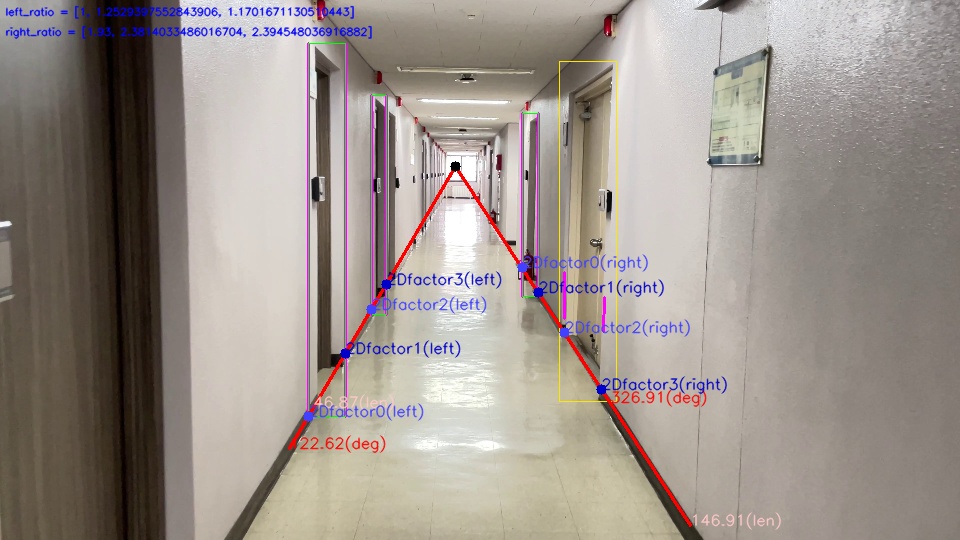 left_ratio = [1, 1.2529397552843906, 1.1701671130510443]
right_ratio = [1.93, 2.3814033486016704, 2.394548036916882]
2Dfactor0(right)
2Dfactor3(left)
2Dfactor1(right)
2Dfactor2(left)
2Dfactor2(right)
2Dfactor1(left)
2Dfactor3(right)
326.91(deg)
46.87(len)
2Dfactor0(left)
22.62(deg)
146.91(len)